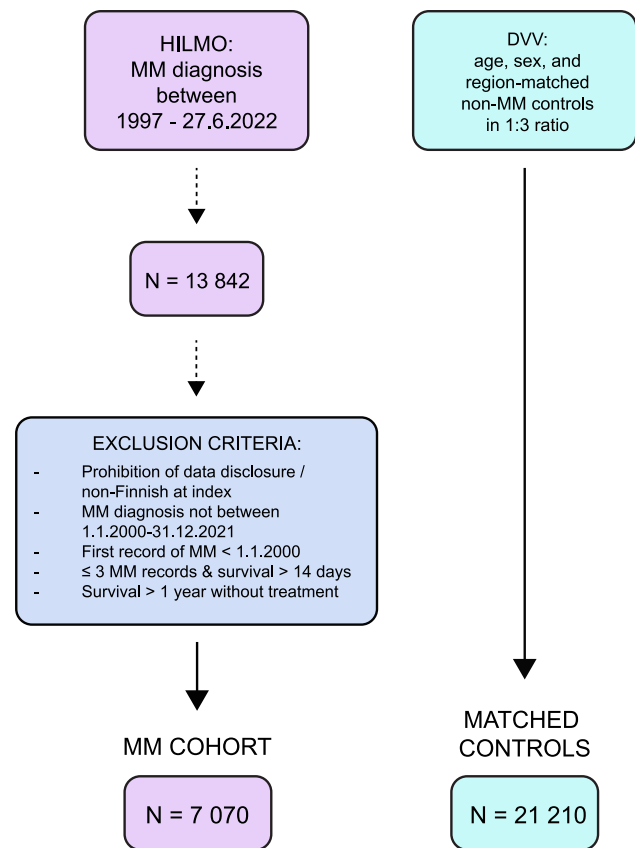 HILMO:
MM diagnosis
between
1997 - 27.6.2022
DVV:
age, sex, and
region-matched
non-MM controls
in 1:3 ratio
N = 13 842
EXCLUSION CRITERIA:
- Prohibition of data disclosure /
non-Finnish at index
- MM diagnosis not between
1.1.2000-31.12.2021
- First record of MM < 1.1.2000
- ≤ 3 MM records & survival > 14 days
- Survival > 1 year without treatment
MM COHORT
N = 7 070
MATCHED
CONTROLS
N = 21 210